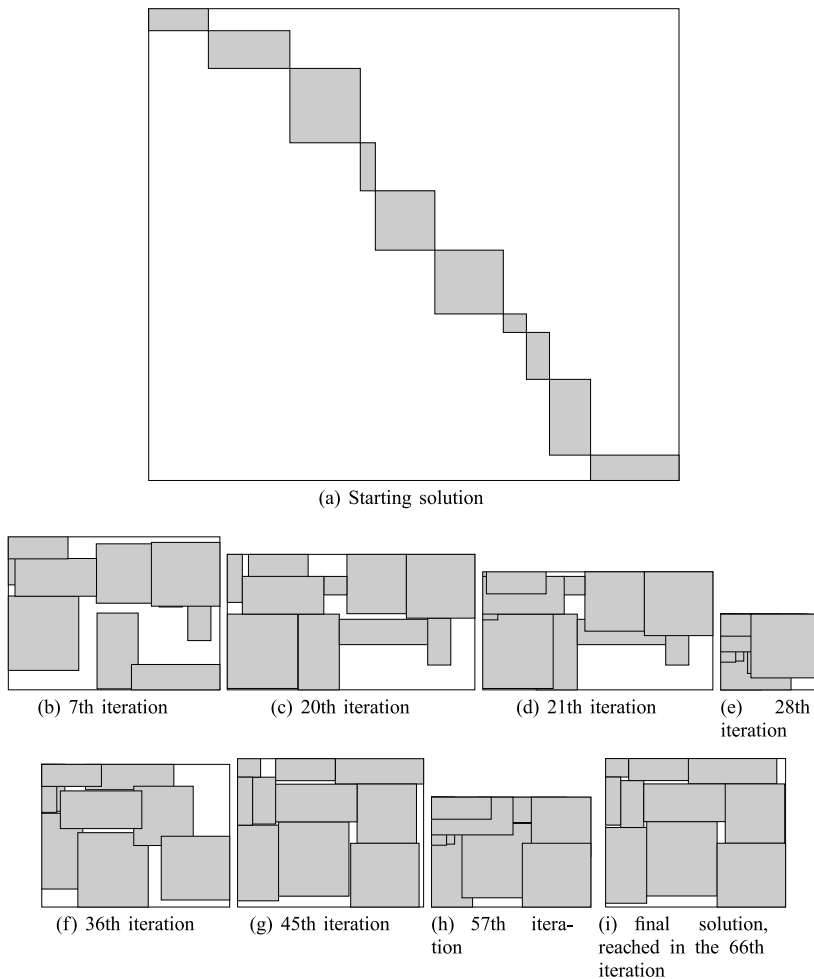 (a) Starting solution
(b) 7th iteration
(c) 20th iteration
(d) 21th iteration
(e) 28th
iteration
(f) 36th iteration
(g) 45th iteration
(h) 57th itera-
tion
(i) final solution,
reached in the 66th
iteration